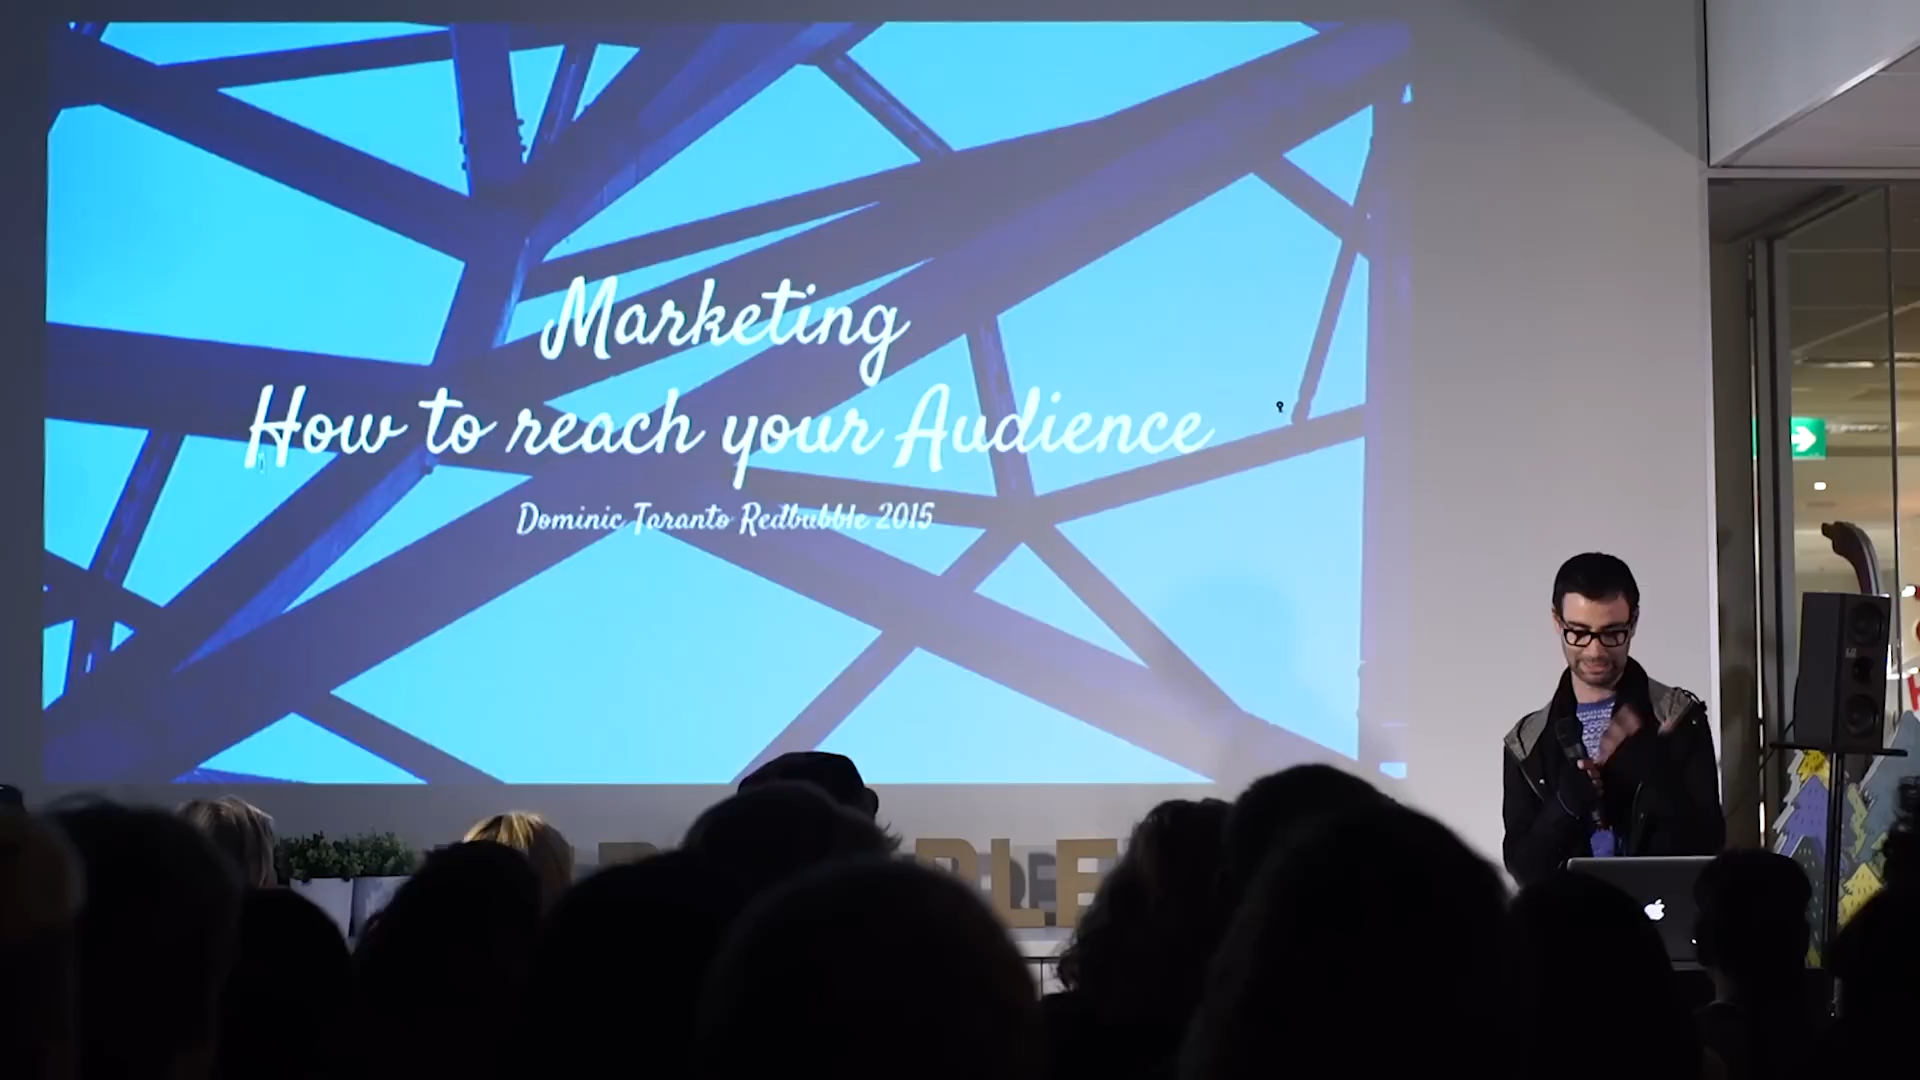 Marketing
How to reach your Audience
Dominic Taranto Redbubble 2015